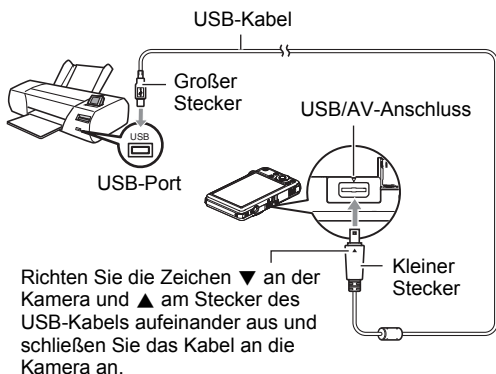 USB-Kabel
Großer
Stecker
USB/AV-Anschluss
USB
USB-Port
Kleiner
Stecker
Richten Sie die Zeichen ▼ an der
Kamera und ▲ am Stecker des
USB-Kabels aufeinander aus und
schließen Sie das Kabel an die
Kamera an.